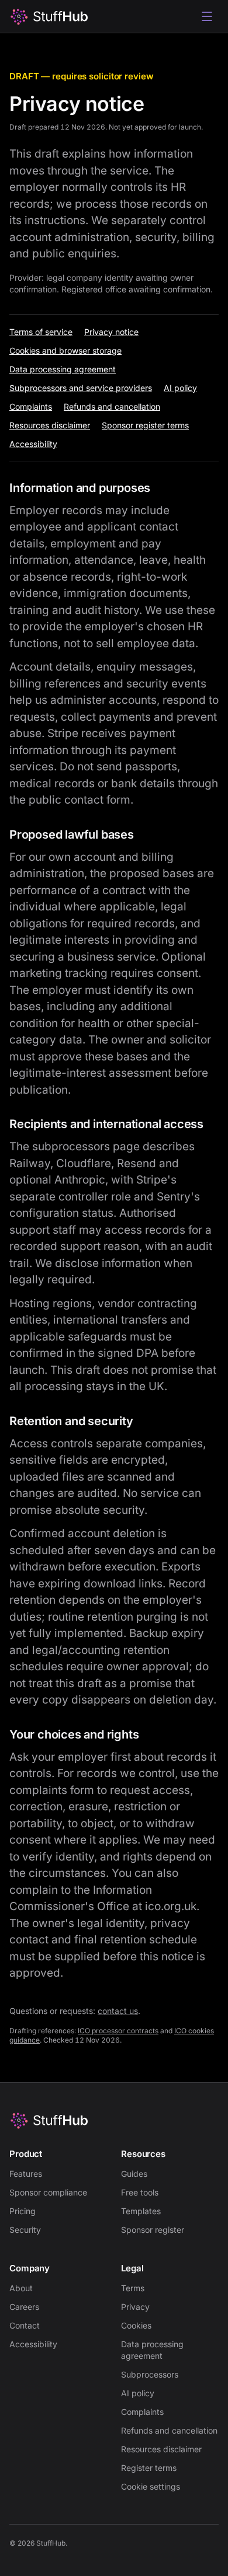 StuffHub
DRAFT — requires solicitor review
Privacy notice
Draft prepared 12 Nov 2026. Not yet approved for launch.
This draft explains how information
moves through the service. The
employer normally controls its HR
records; we process those records on
its instructions. We separately control
account administration, security, billing
and public enquiries.
Provider: legal company identity awaiting owner
confirmation. Registered office awaiting confirmation.
Terms of service Privacy notice
Cookies and browser storage
Data processing agreement
Subprocessors and service providers AI policy
Complaints Refunds and cancellation
Resources disclaimer Sponsor register terms
Accessibility
Information and purposes
Employer records may include
employee and applicant contact
details, employment and pay
information, attendance, leave, health
or absence records, right-to-work
evidence, immigration documents,
training and audit history. We use these
to provide the employer's chosen HR
functions, not to sell employee data.
Account details, enquiry messages,
billing references and security events
help us administer accounts, respond to
requests, collect payments and prevent
abuse. Stripe receives payment
information through its payment
services. Do not send passports,
medical records or bank details through
the public contact form.
Proposed lawful bases
For our own account and billing
administration, the proposed bases are
performance of a contract with the
individual where applicable, legal
obligations for required records, and
legitimate interests in providing and
securing a business service. Optional
marketing tracking requires consent.
The employer must identify its own
bases, including any additional
condition for health or other special-
category data. The owner and solicitor
must approve these bases and the
legitimate-interest assessment before
publication.
Recipients and international access
The subprocessors page describes
Railway, Cloudflare, Resend and
optional Anthropic, with Stripe's
separate controller role and Sentry's
configuration status. Authorised
support staff may access records for a
recorded support reason, with an audit
trail. We disclose information when
legally required.
Hosting regions, vendor contracting
entities, international transfers and
applicable safeguards must be
confirmed in the signed DPA before
launch. This draft does not promise that
all processing stays in the UK.
Retention and security
Access controls separate companies,
sensitive fields are encrypted,
uploaded files are scanned and
changes are audited. No service can
promise absolute security.
Confirmed account deletion is
scheduled after seven days and can be
withdrawn before execution. Exports
have expiring download links. Record
retention depends on the employer's
duties; routine retention purging is not
yet fully implemented. Backup expiry
and legal/accounting retention
schedules require owner approval; do
not treat this draft as a promise that
every copy disappears on deletion day.
Your choices and rights
Ask your employer first about records it
controls. For records we control, use the
complaints form to request access,
correction, erasure, restriction or
portability, to object, or to withdraw
consent where it applies. We may need
to verify identity, and rights depend on
the circumstances. You can also
complain to the Information
Commissioner's Office at ico.org.uk.
The owner's legal identity, privacy
contact and final retention schedule
must be supplied before this notice is
approved.
Questions or requests: contact us.
Drafting references: ICO processor contracts and ICO cookies
guidance. Checked 12 Nov 2026.
StuffHub
Product
Features
Sponsor compliance
Pricing
Security
Resources
Guides
Free tools
Templates
Sponsor register
Company
About
Careers
Contact
Accessibility
Legal
Terms
Privacy
Cookies
Data processing
agreement
Subprocessors
AI policy
Complaints
Refunds and cancellation
Resources disclaimer
Register terms
Cookie settings
© 2026 StuffHub.